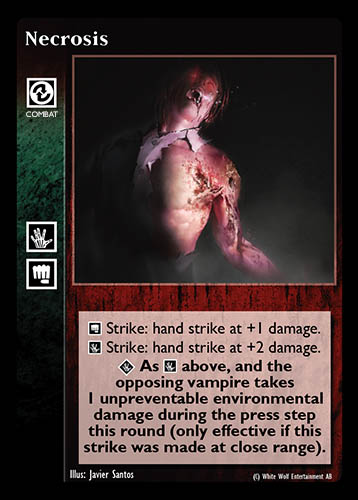 Necrosis
COMBAT
Strike: hand strike at +1 damage.
Strike: hand strike at +2 damage.
As above, and the
opposing vampire takes
1 unpreventable environmental
damage during the press step
this round (only effective if this
strike was made at close range).
Illus: Javier Santos
(C) White Wolf Entertainment AB